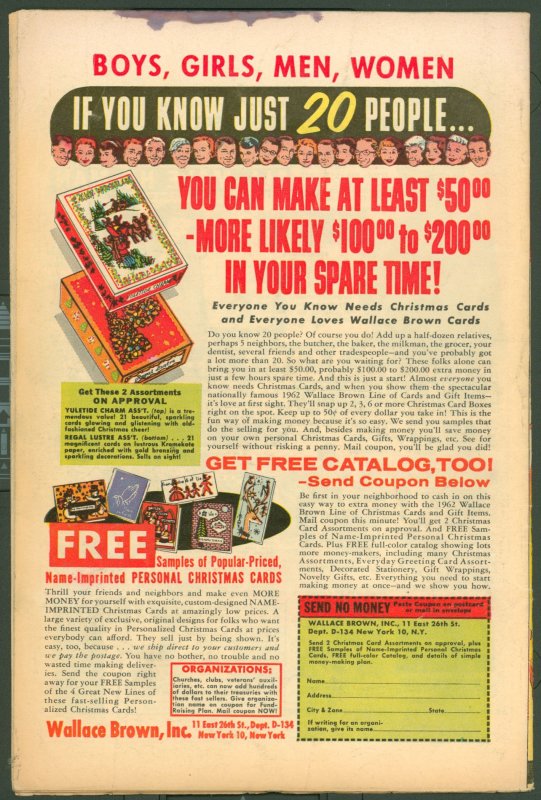 BOYS, GIRLS, MEN, WOMEN
IF YOU KNOW JUST 20 PEOPLE...
YOU CAN MAKE AT LEAST $50⁰⁰
-MORE LIKELY $100⁰⁰ to $200⁰⁰
IN YOUR SPARE TIME!
Everyone You Know Needs Christmas Cards
and Everyone Loves Wallace Brown Cards
Do you know 20 people? Of course you do! Add up a half-dozen relatives,
perhaps 5 neighbors, the butcher, the baker, the milkman, the grocer, your
dentist, several friends and other tradespeople—and you've probably got
a lot more than 20. So what are you waiting for? These folks alone can
bring you in at least $50.00, probably $100.00 to $200.00 extra money in
just a few hours spare time. And this is just a start! Almost everyone you
know needs Christmas Cards, and when you show them the spectacular
nationally famous 1962 Wallace Brown Line of Cards and Gift Items—
it's love at first sight. They'll snap up 2, 3, 6 or more Christmas Card Boxes
right on the spot. Keep up to 50¢ of every dollar you take in! This is the
fun way of making money because it's so easy. We send you samples that
do the selling for you. And, besides making money you'll save money
on your own personal Christmas Cards, Gifts, Wrappings, etc. See for
yourself without risking a penny. Mail coupon, you'll be glad you did!
Get These 2 Assortments
ON APPROVAL
YULETIDE CHARM ASS'T. (top) is a tre-
mendous value! 21 beautiful, sparkling
cards glowing and glistening with old-
fashioned Christmas cheer!
REGAL LUSTRE ASS'T. (bottom) . . . 21
magnificent cards on lustrous Kromekote
paper, enriched with gold bronzing and
sparkling decorations. Sells on sight!
GET FREE CATALOG, TOO!
-Send Coupon Below
Be first in your neighborhood to cash in on this
easy way to extra money with the 1962 Wallace
Brown Line of Christmas Cards and Gift Items.
Mail coupon this minute! You'll get 2 Christmas
Card Assortments on approval. And FREE Sam-
ples of Name-Imprinted Personal Christmas
Cards. Plus FREE full-color catalog showing lots
more money-makers, including many Christmas
Assortments, Everyday Greeting Card Assort-
ments, Decorated Stationery, Gift Wrappings,
Novelty Gifts, etc. Everything you need to start
making money at once—and we show you how.
FREE
Samples of Popular-Priced,
Name-Imprinted PERSONAL CHRISTMAS CARDS
Thrill your friends and neighbors and make even MORE
MONEY for yourself with exquisite, custom-designed NAME-
IMPRINTED Christmas Cards at amazingly low prices. A
large variety of exclusive, original designs for folks who want
the finest quality in Personalized Christmas Cards at prices
everybody can afford. They sell just by being shown. It's
easy, too, because . . . we ship direct to your customers and
we pay the postage. You have no bother, no trouble and no
wasted time making deliver-
ies. Send the coupon right
away for your FREE Samples
of the 4 Great New Lines of
these fast-selling Person-
alized Christmas Cards!
ORGANIZATIONS:
Churches, clubs, veterans' auxil-
iaries, etc. can now add hundreds
of dollars to their treasuries with
these fast sellers. Give organiza-
tion name on coupon for Fund-
Raising Plan. Mail coupon NOW!
Wallace Brown, Inc. 11 East 26th St., Dept. D-134
New York 10, New York
SEND NO MONEY Paste Coupon on postcard
or mail in envelope
WALLACE BROWN, INC., 11 East 26th St.
Dept. D-134 New York 10, N.Y.
Send 2 Christmas Card Assortments on approval, plus
FREE Samples of Name-Imprinted Personal Christmas
Cards, FREE full-color Catalog, and details of simple
money-making plan.
Name
Address
City & Zone State
If writing for an organi-
zation, give its name